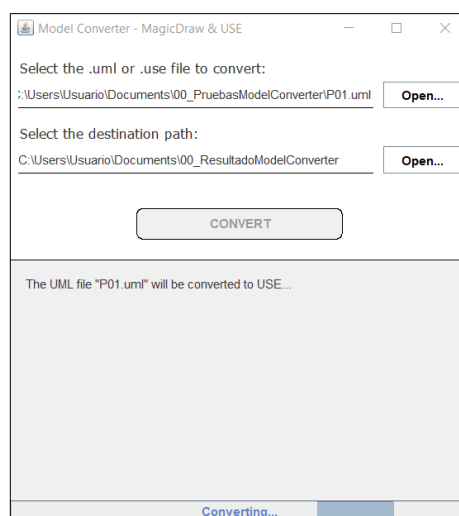 Model Converter - MagicDraw & USE
Select the .uml or .use file to convert:
:\Users\Usuario\Documents\00_PruebasModelConverter\P01.uml
Open...
Select the destination path:
C:\Users\Usuario\Documents\00_ResultadoModelConverter
Open...
CONVERT
The UML file "P01.uml" will be converted to USE...
Converting...